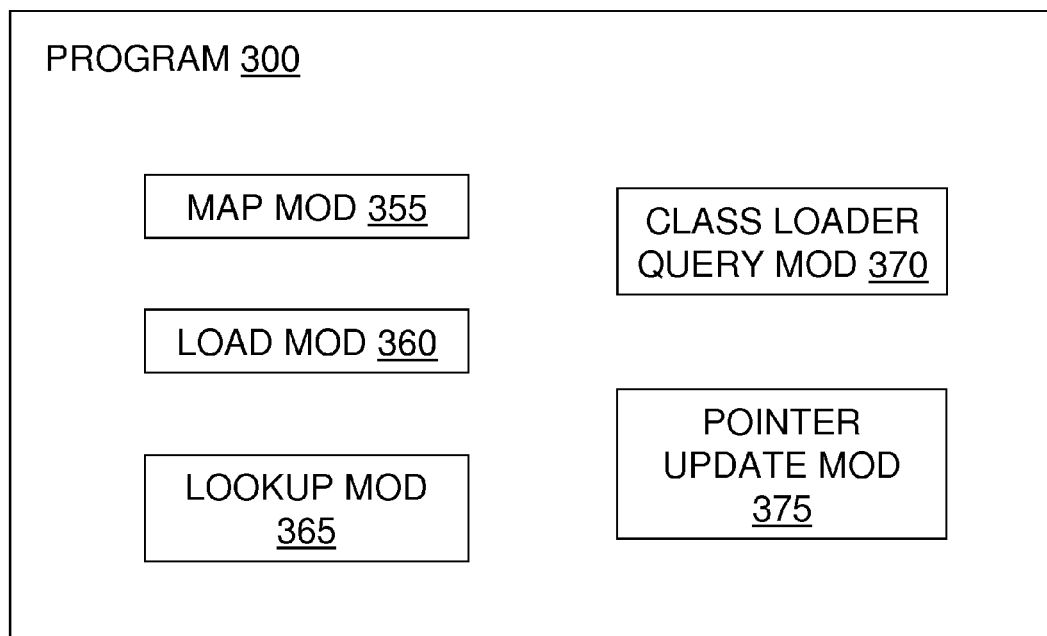 PROGRAM 300
MAP MOD 355
LOAD MOD 360
LOOKUP MOD
365
CLASS LOADER
QUERY MOD 370
POINTER
UPDATE MOD
375